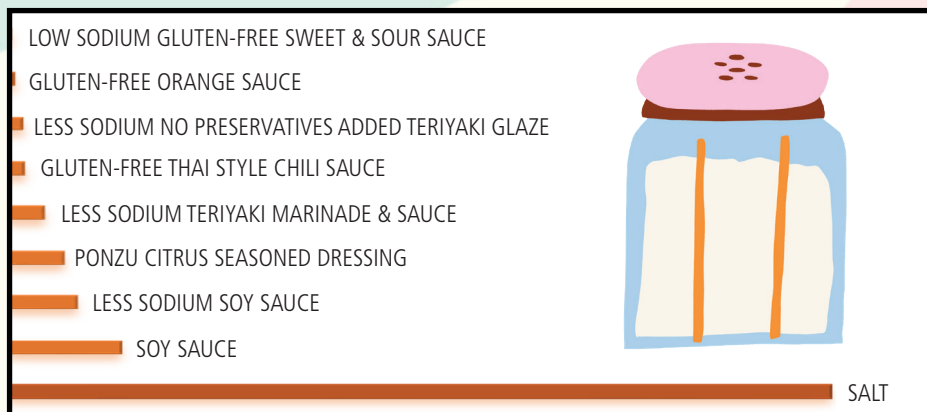 LOW SODIUM GLUTEN-FREE SWEET & SOUR SAUCE
GLUTEN-FREE ORANGE SAUCE
LESS SODIUM NO PRESERVATIVES ADDED TERIYAKI GLAZE
GLUTEN-FREE THAI STYLE CHILI SAUCE
LESS SODIUM TERIYAKI MARINADE & SAUCE
PONZU CITRUS SEASONED DRESSING
LESS SODIUM SOY SAUCE
SOY SAUCE
SALT